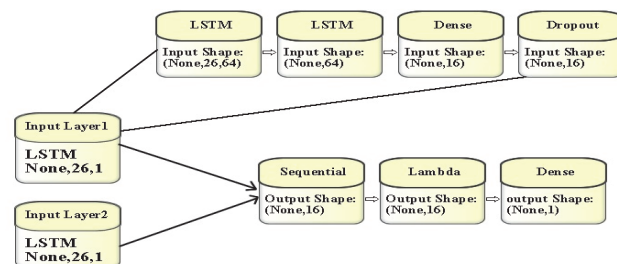 LSTM
Input Shape:
(None,26,64)
LSTM
Input Shape:
(None,64)
Dense
Input Shape:
(None,16)
Dropout
Input Shape:
(None,16)
Input Layer1
LSTM
None,26,1
Sequential
Output Shape:
(None,16)
Lambda
Output Shape:
(None,16)
Dense
output Shape:
(None,1)
Input Layer2
LSTM
None,26,1